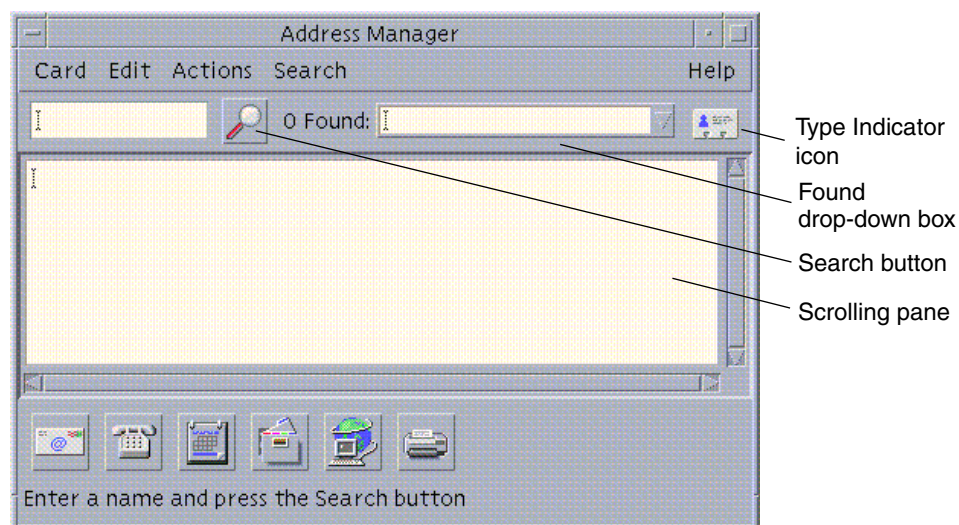 Address Manager
Card Edit Actions Search Help
0 Found:
Type Indicator
icon
Found
drop-down box
Search button
Scrolling pane
@
Enter a name and press the Search button